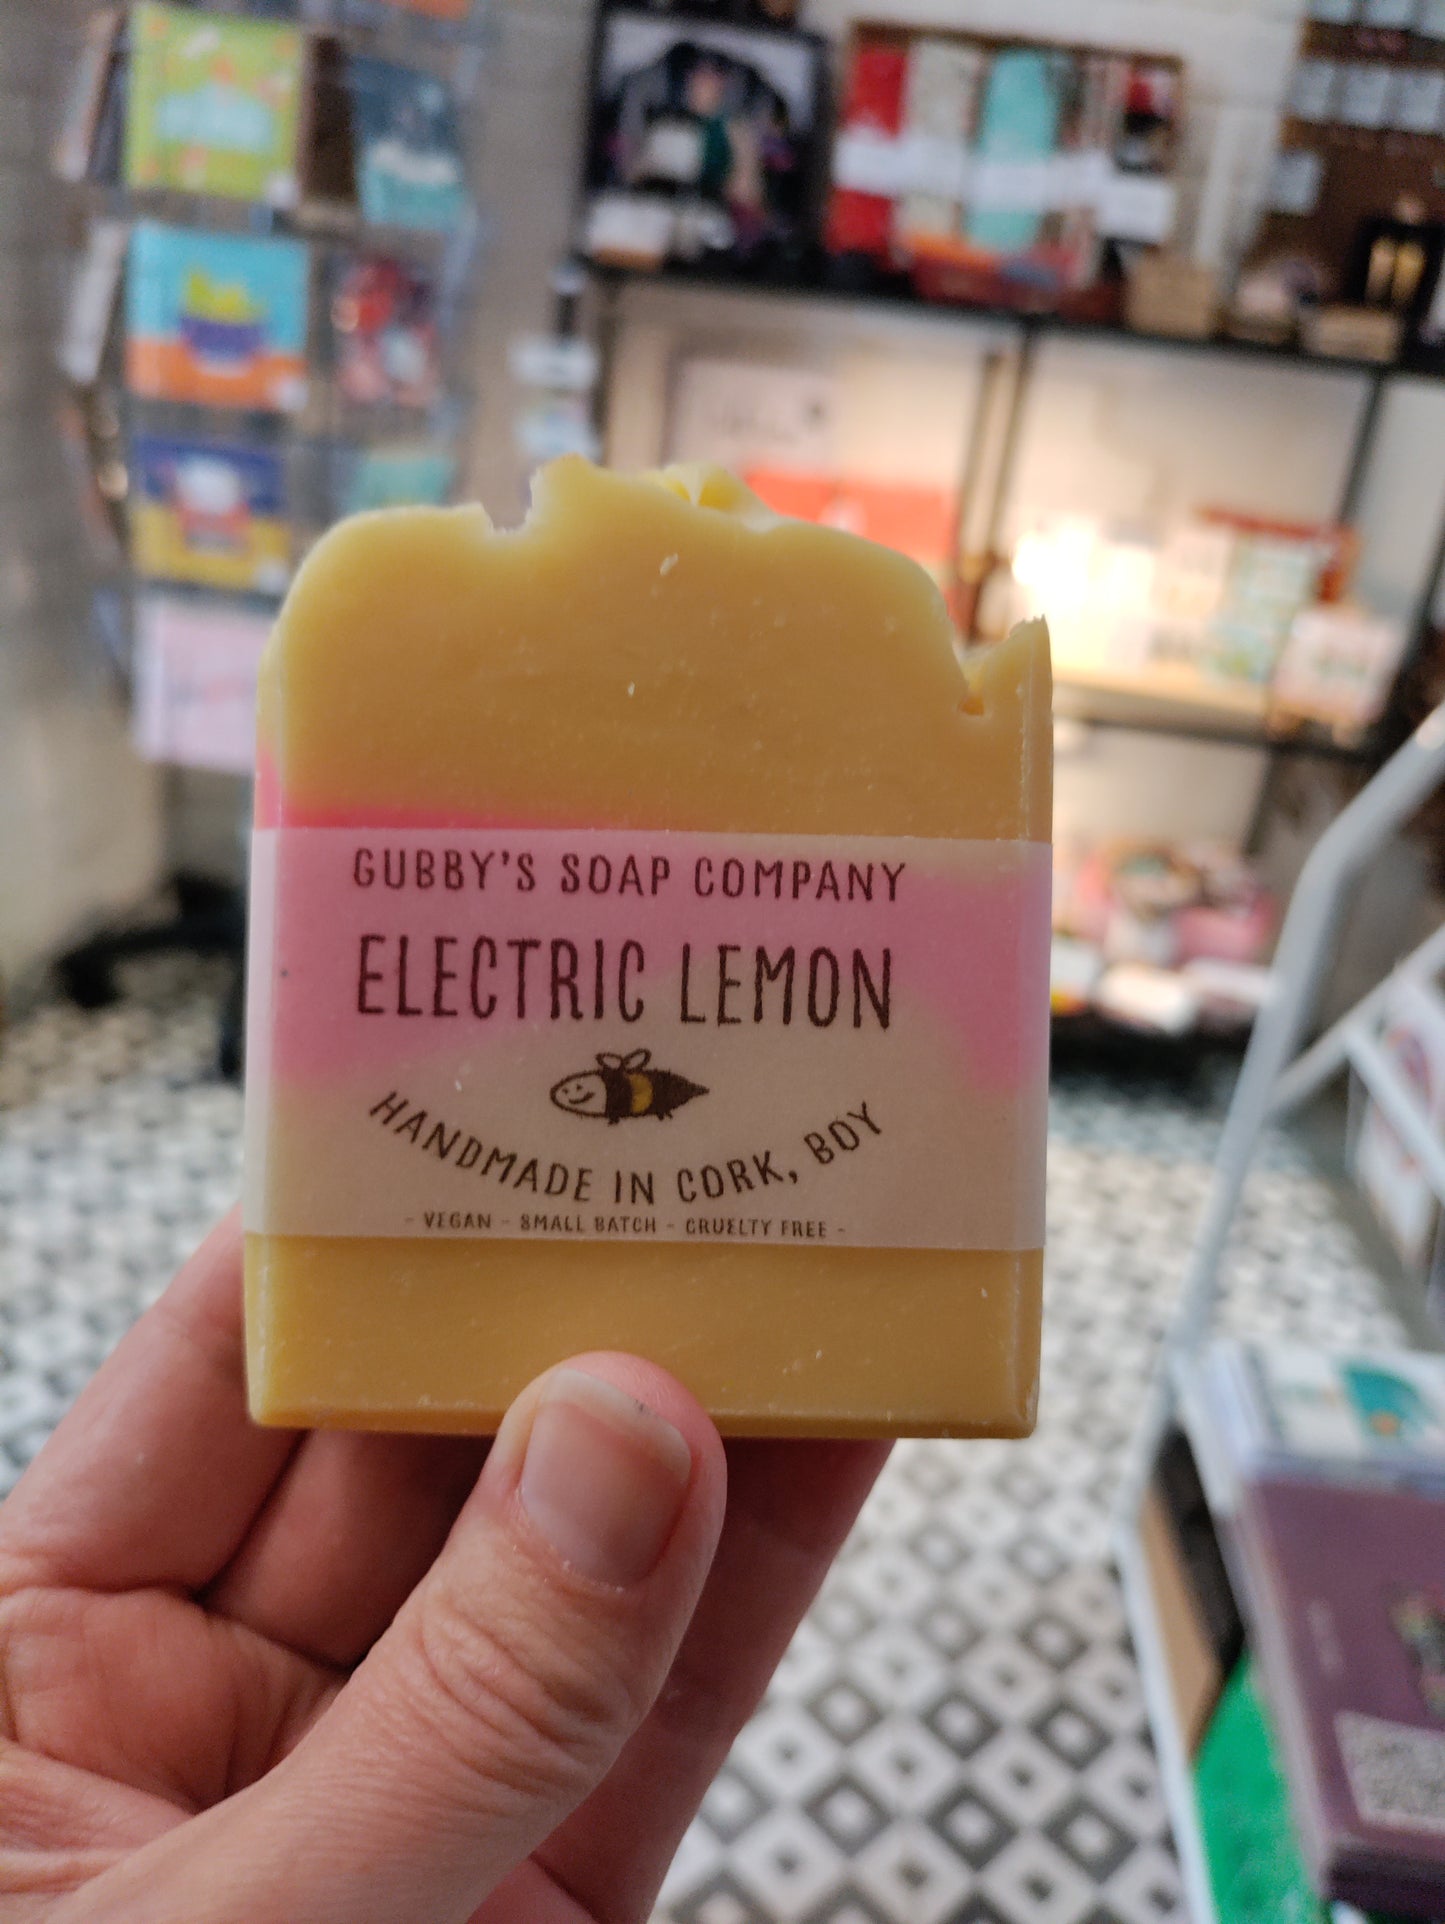 GUBBY'S SOAP COMPANY
ELECTRIC LEMON
HANDMADE IN CORK, BOY
- VEGAN - SMALL BATCH - CRUELTY FREE -